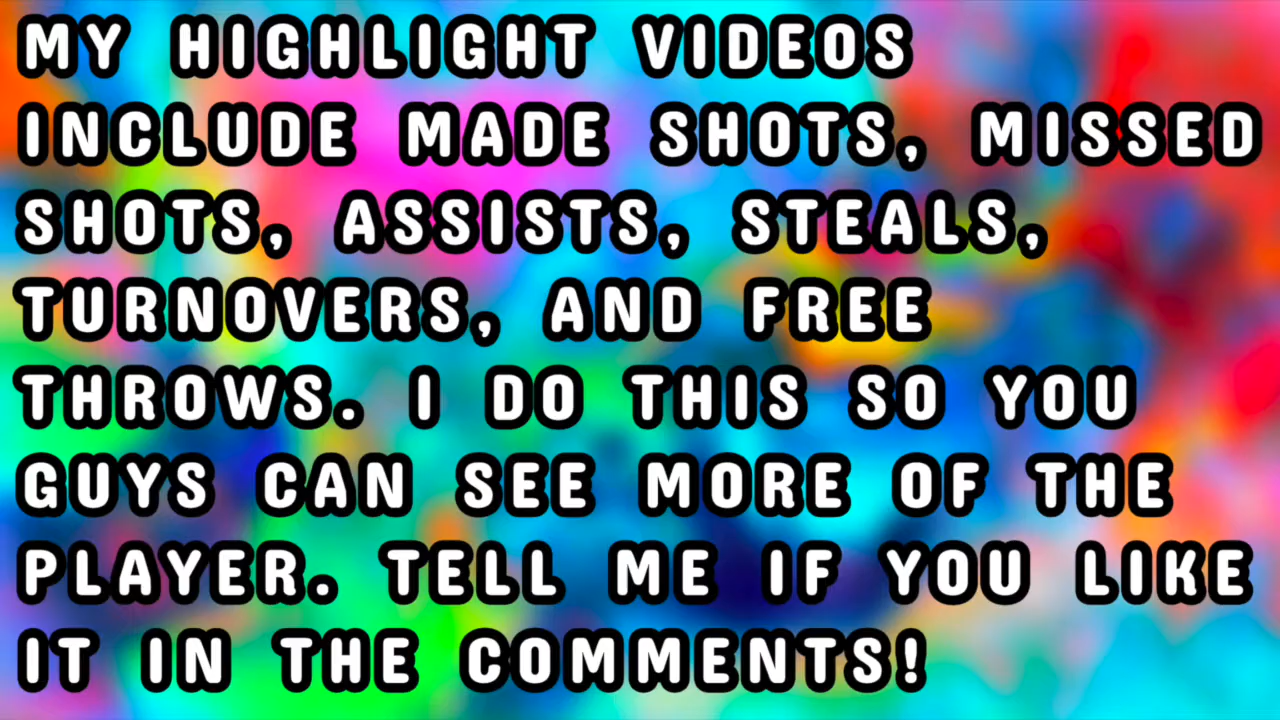 MY HIGHLIGHT VIDEOS
INCLUDE MADE SHOTS, MISSED
SHOTS, ASSISTS, STEALS,
TURNOVERS, AND FREE
THROWS. I DO THIS SO YOU
GUYS CAN SEE MORE OF THE
PLAYER. TELL ME IF YOU LIKE
IT IN THE COMMENTS!